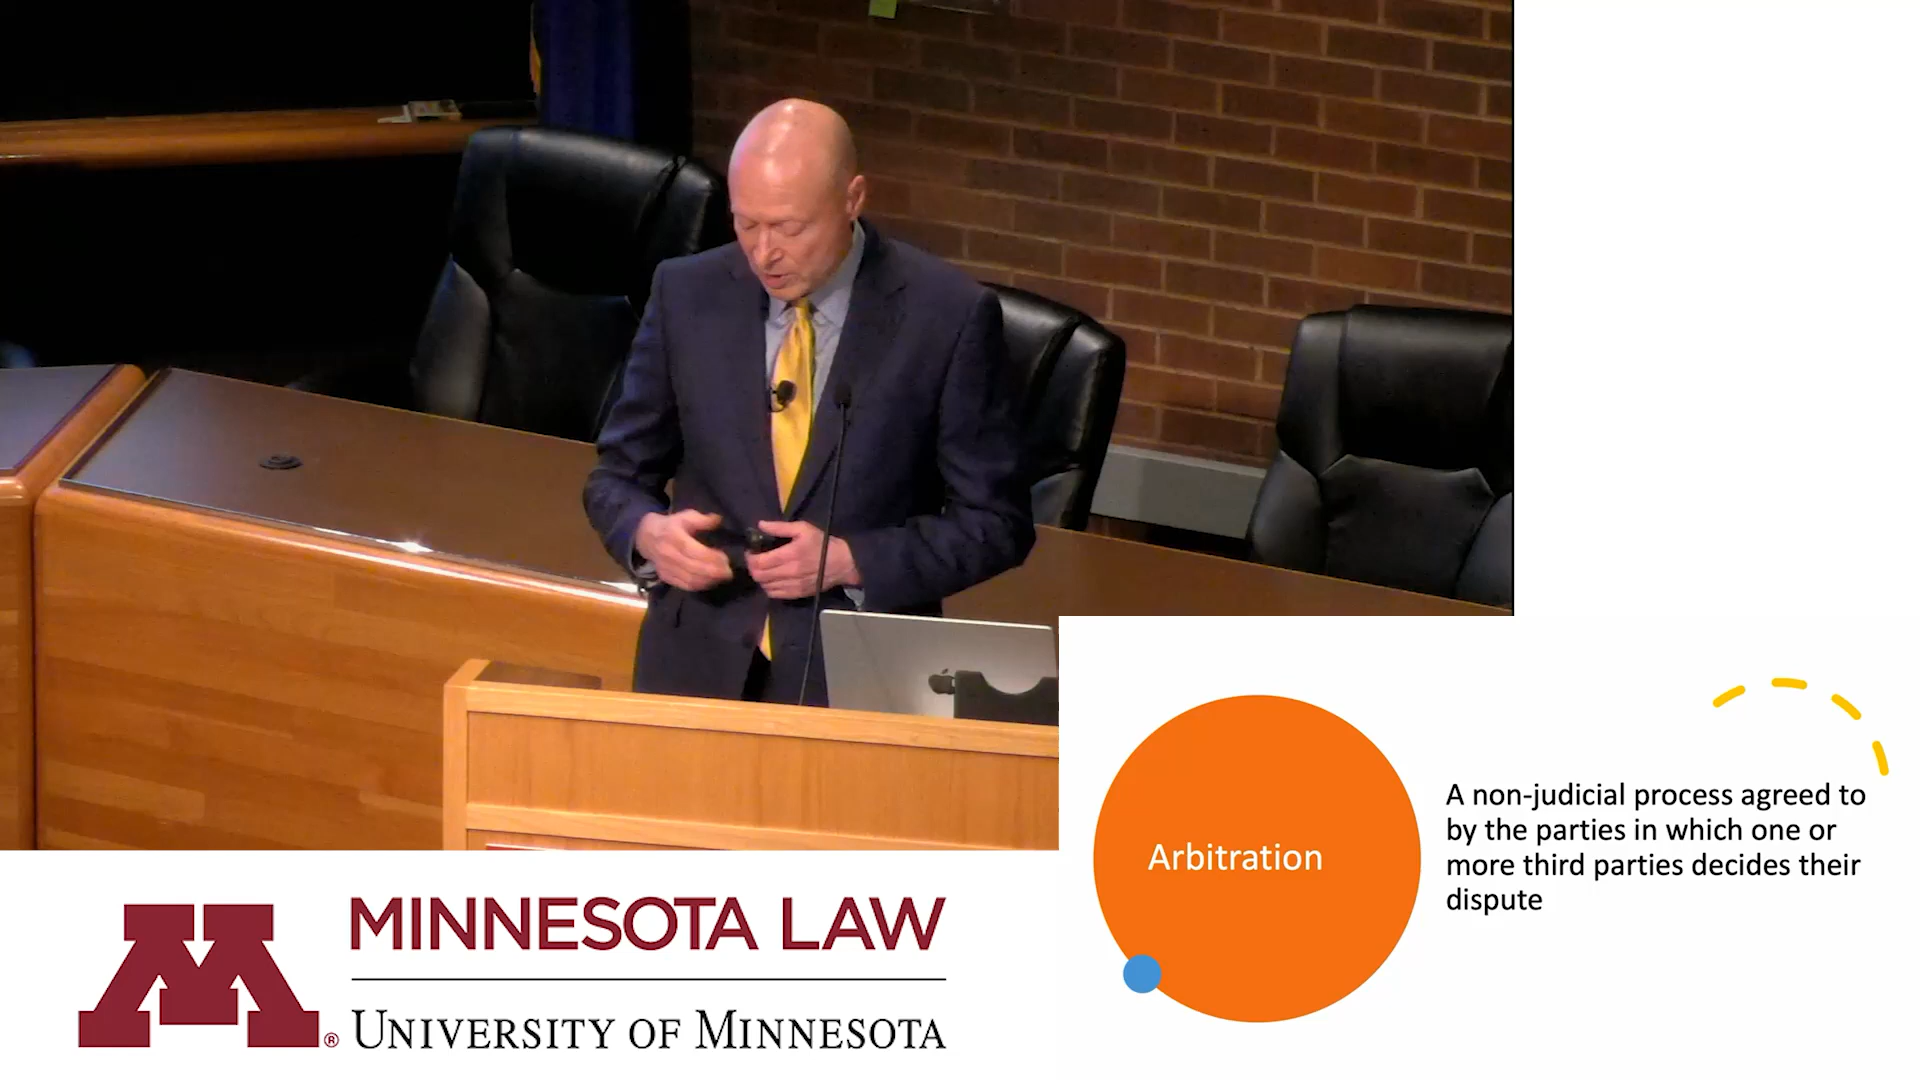 Arbitration
A non-judicial process agreed to
by the parties in which one or
more third parties decides their
dispute
MINNESOTA LAW
UNIVERSITY OF MINNESOTA
M®